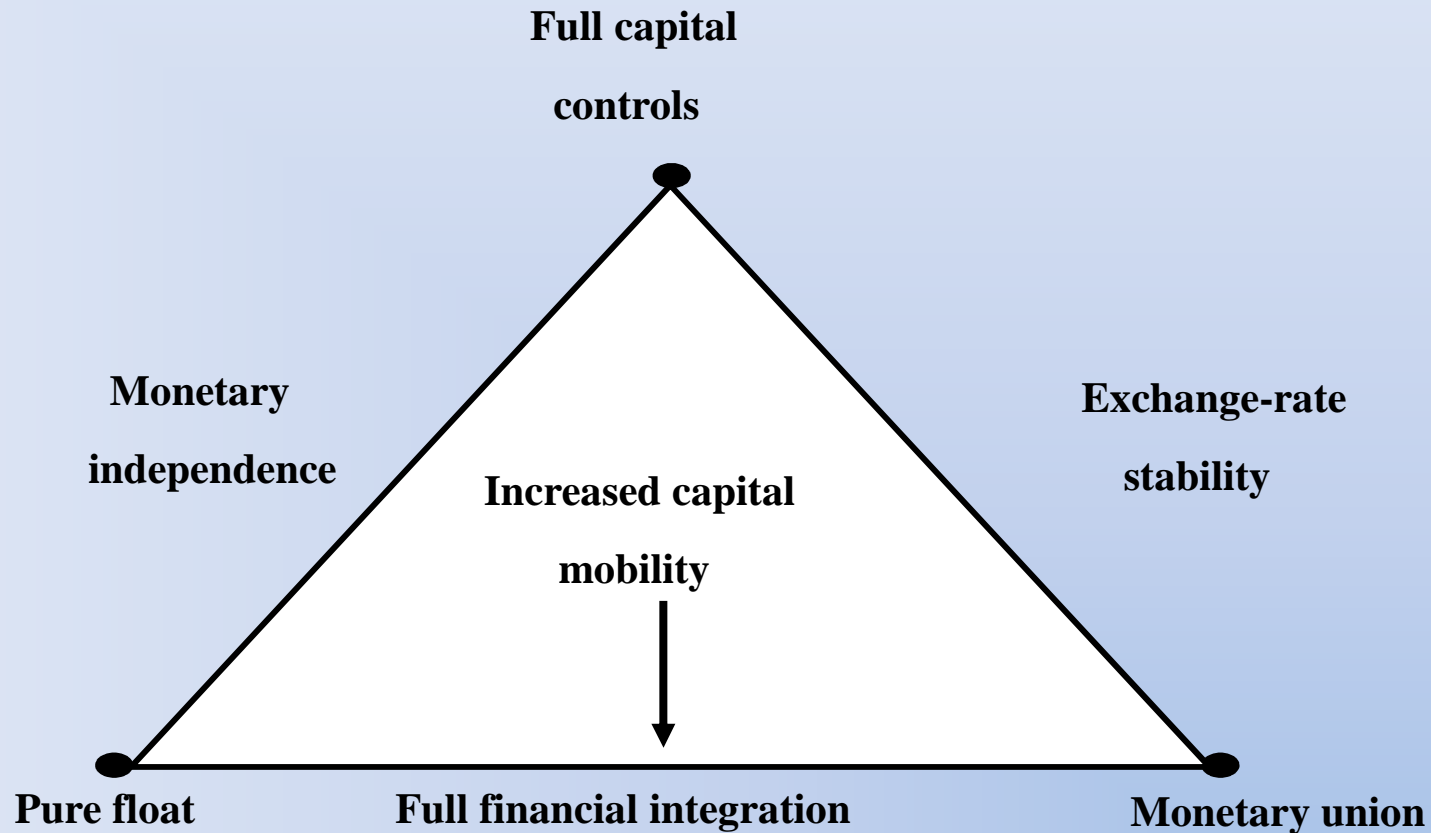 Full capital
controls
Monetary
independence
Exchange-rate
stability
Increased capital
mobility
Pure float
Full financial integration
Monetary union